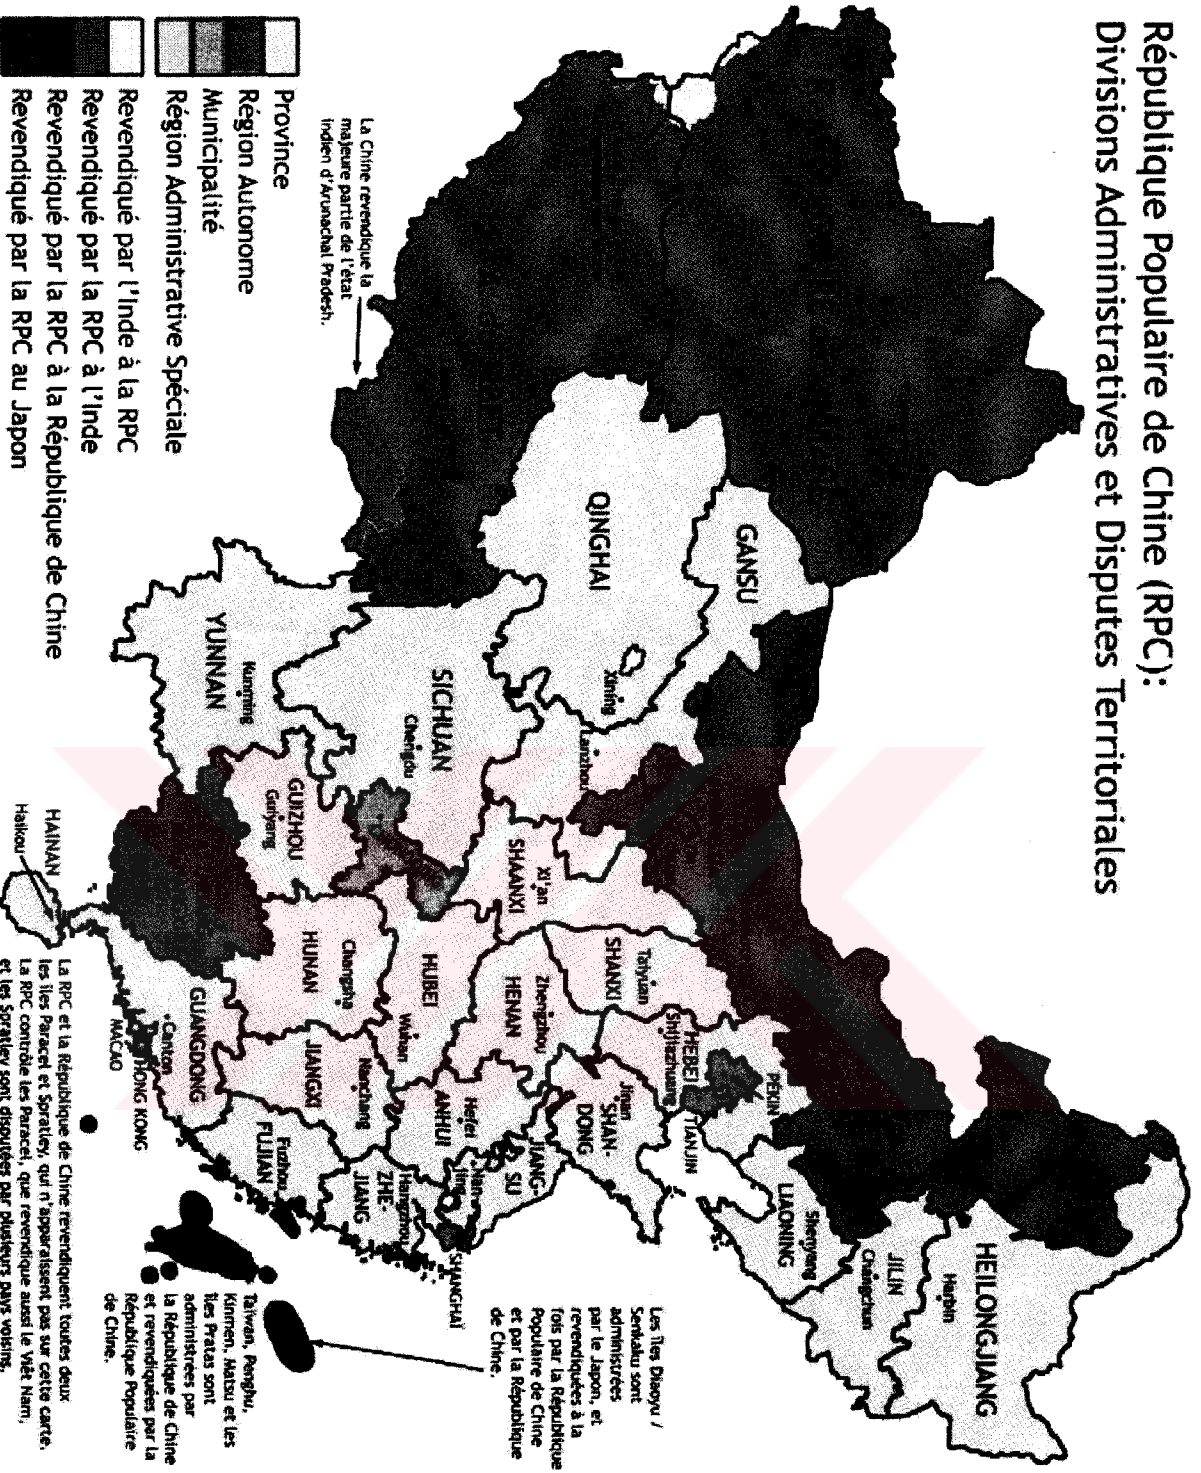 République Populaire de Chine (RPC):
Divisions Administratives et Disputes Territoriales
HEILONGJIANG
Harbin
JILIN
Changchun
Shenyang
LIAONING
PÉKIN
TIANJIN
HEBEI
Shijiazhuang
Taiyuan
SHANXI
Jinan
SHAN-
DONG
GANSU
QINGHAI
Xining
Lanzhou
Xi'an
SHAANXI
Zhengzhou
HENAN
JIANG-
SU
Nan-
jing
Hefei
ANHUI
SHANGHAÏ
Hangzhou
ZHE-
JIANG
SICHUAN
Chengdu
HUBEI
Wuhan
Changsha
HUNAN
Nanchang
JIANGXI
Fuzhou
FUJIAN
GUIZHOU
Guiyang
YUNNAN
Kunming
GUANGDONG
Canton
HONG KONG
MACAO
HAINAN
Haikou
La Chine revendique la
majeure partie de l'état
indien d'Arunachal Pradesh.
Les îles Diaoyu /
Senkaku sont
administrées
par le Japon, et
revendiquées à la
fois par la République
Populaire de Chine
et par la République
de Chine.
Taïwan, Penghu,
Kinmen, Matsu et les
îles Pratas sont
administrées par
la République de Chine
et revendiquées par la
République Populaire
de Chine.
La RPC et la République de Chine revendiquent toutes deux
les îles Paracel et Spratley, qui n'apparaissent pas sur cette carte.
La RPC contrôle les Paracel, que revendique aussi le Viêt Nam,
et les Spratley sont disputées par plusieurs pays voisins.
Province
Région Autonome
Municipalité
Région Administrative Spéciale
Revendiqué par l'Inde à la RPC
Revendiqué par la RPC à l'Inde
Revendiqué par la RPC à la République de Chine
Revendiqué par la RPC au Japon